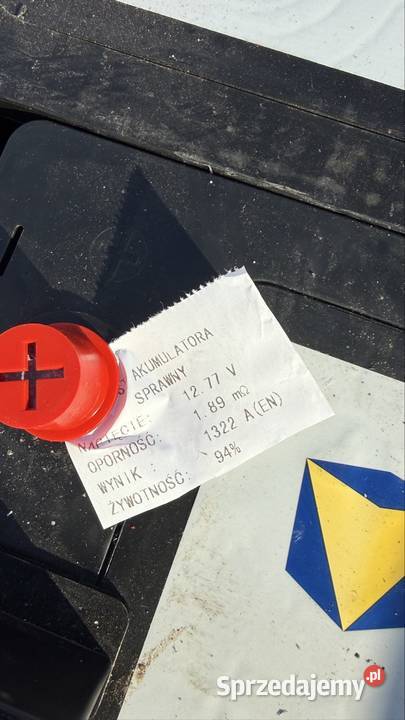 AKUMULATORA
SPRAWNY
NAPIĘCIE: 12.77 V
OPORNOŚĆ: 1.89 mΩ
WYNIK : 1322 A(EN)
ŻYWOTNOŚĆ: 94%
Sprzedajemy.pl